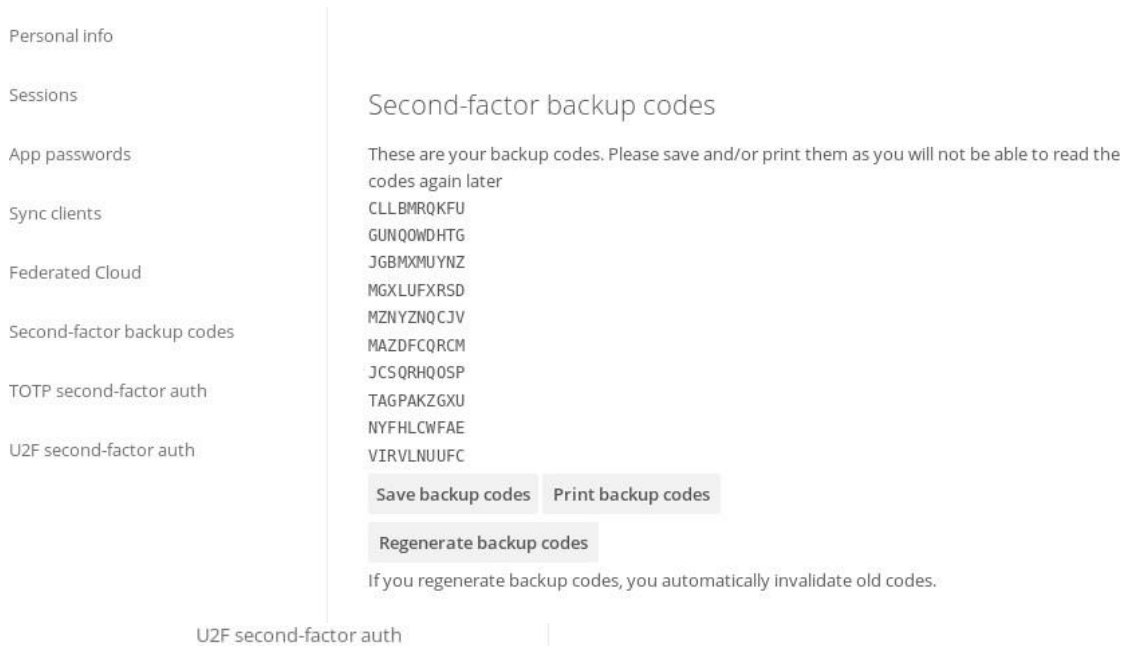 Personal info
Sessions
App passwords
Sync clients
Federated Cloud
Second-factor backup codes
TOTP second-factor auth
U2F second-factor auth
Second-factor backup codes
These are your backup codes. Please save and/or print them as you will not be able to read the
codes again later
CLLBMRQKFU
GUNQOWDHTG
JGBMXMUYNZ
MGXLUFXRSD
MZNYZNQCJV
MAZDFCQRCM
JCSQRHQOSP
TAGPAKZGXU
NYFHLCWFAE
VIRVLNUUFC
Save backup codes Print backup codes
Regenerate backup codes
If you regenerate backup codes, you automatically invalidate old codes.
U2F second-factor auth